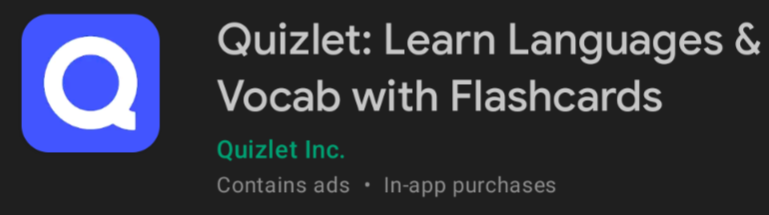 Q
Quizlet: Learn Languages &
Vocab with Flashcards
Quizlet Inc.
Contains ads • In-app purchases